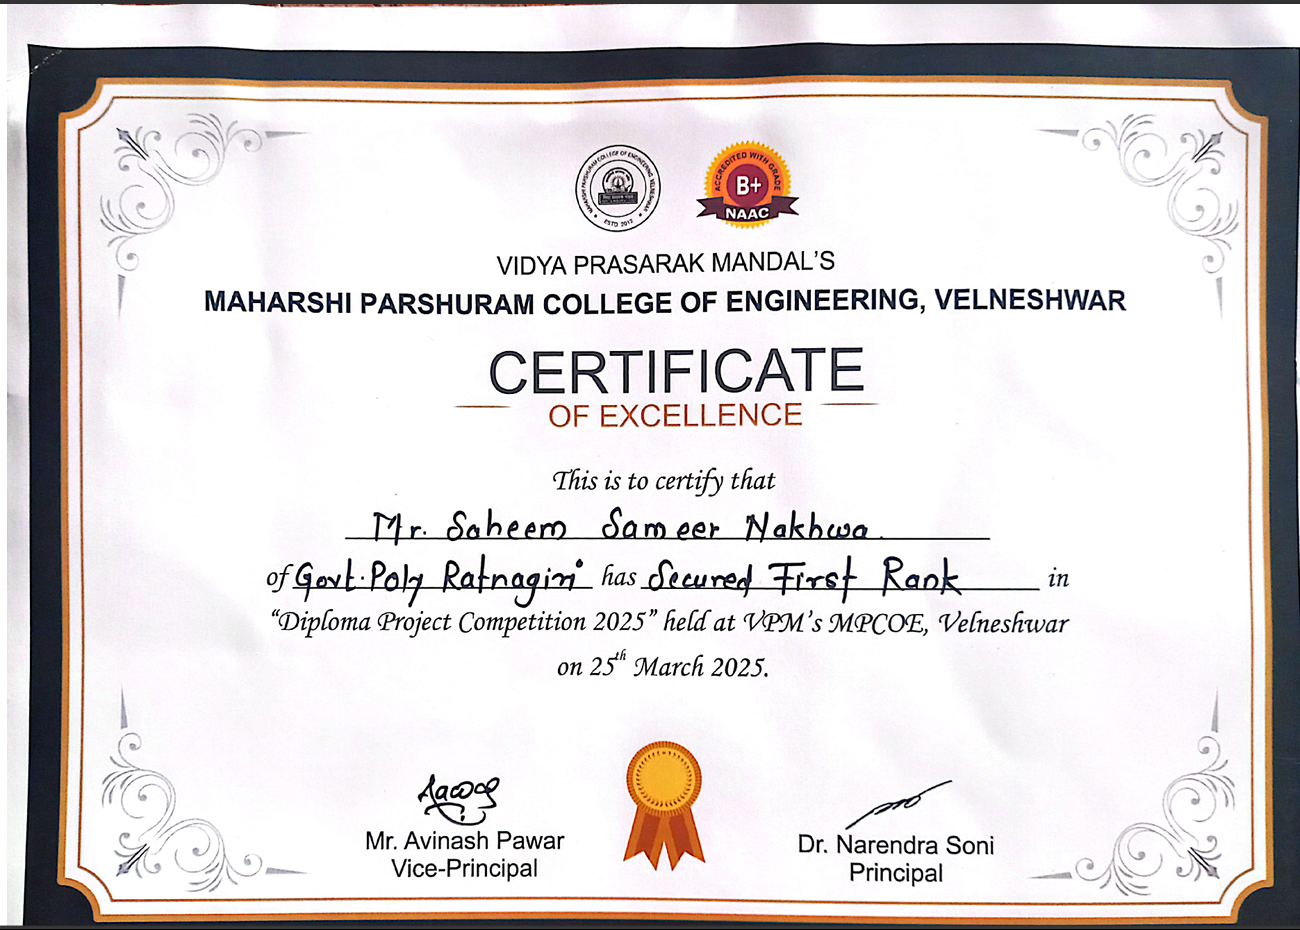 MAHARSHI PARSHURAM COLLEGE OF ENGINEERING, VELNESHWAR
ESTD 2012
ACCREDITED WITH GRADE
B+
NAAC
VIDYA PRASARAK MANDAL'S
MAHARSHI PARSHURAM COLLEGE OF ENGINEERING, VELNESHWAR
CERTIFICATE
OF EXCELLENCE
This is to certify that
Mr. Saheem Sameer Nakhwa.
of Govt. Poly Ratnagiri has Secured First Rank in
“Diploma Project Competition 2025” held at VPM's MPCOE, Velneshwar
on 25th March 2025.
Mr. Avinash Pawar
Vice-Principal
Dr. Narendra Soni
Principal